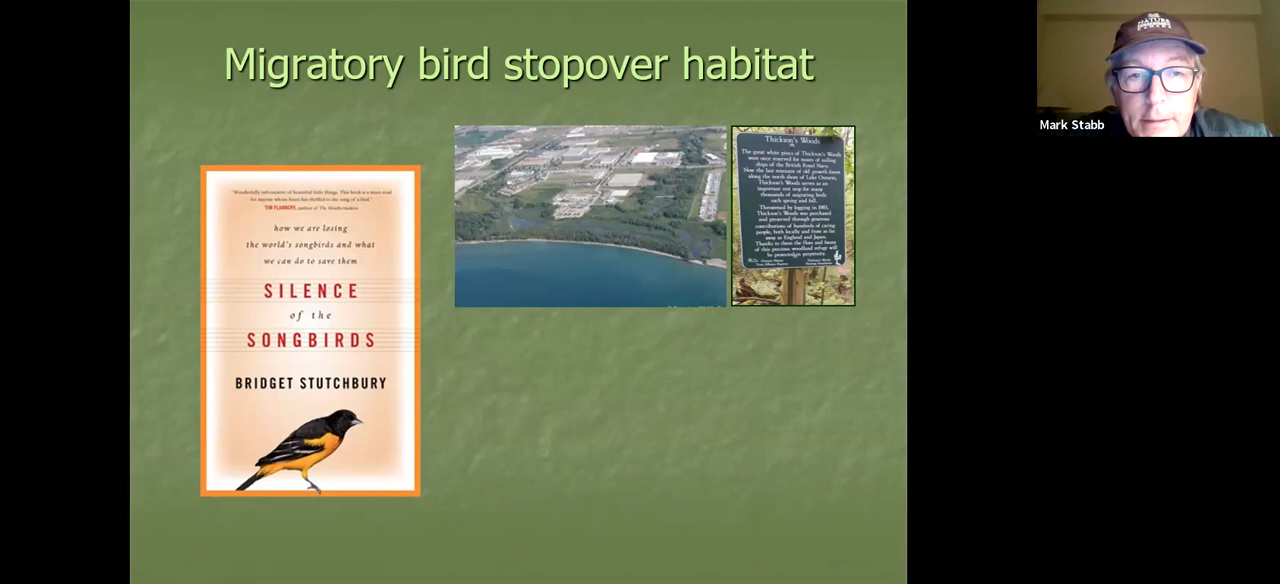 Migratory bird stopover habitat
"Wonderfully informative of beautiful little things. This book is a must-read
for anyone whose heart has thrilled to the song of a bird."
TIM FLANNERY, author of The Weathermakers
how we are losing
the world's songbirds and what
we can do to save them
SILENCE
of the
SONGBIRDS
BRIDGET STUTCHBURY
Thickson's Woods
The great white pines of Thickson's Woods
were once reserved for masts of sailing
ships of the British Royal Navy.
Now the last remnant of old growth forest
along the north shore of Lake Ontario,
Thickson's Woods serves as an
important rest stop for many
thousands of migrating birds
each spring and fall.
Threatened by logging in 1983,
Thickson's Woods was purchased
and preserved through generous
contributions of hundreds of caring
people, both locally and from as far
away as England and Japan.
Thanks to them the flora and fauna
of this precious woodland refuge will
be protected in perpetuity.
NATURE
CANADA
Mark Stabb